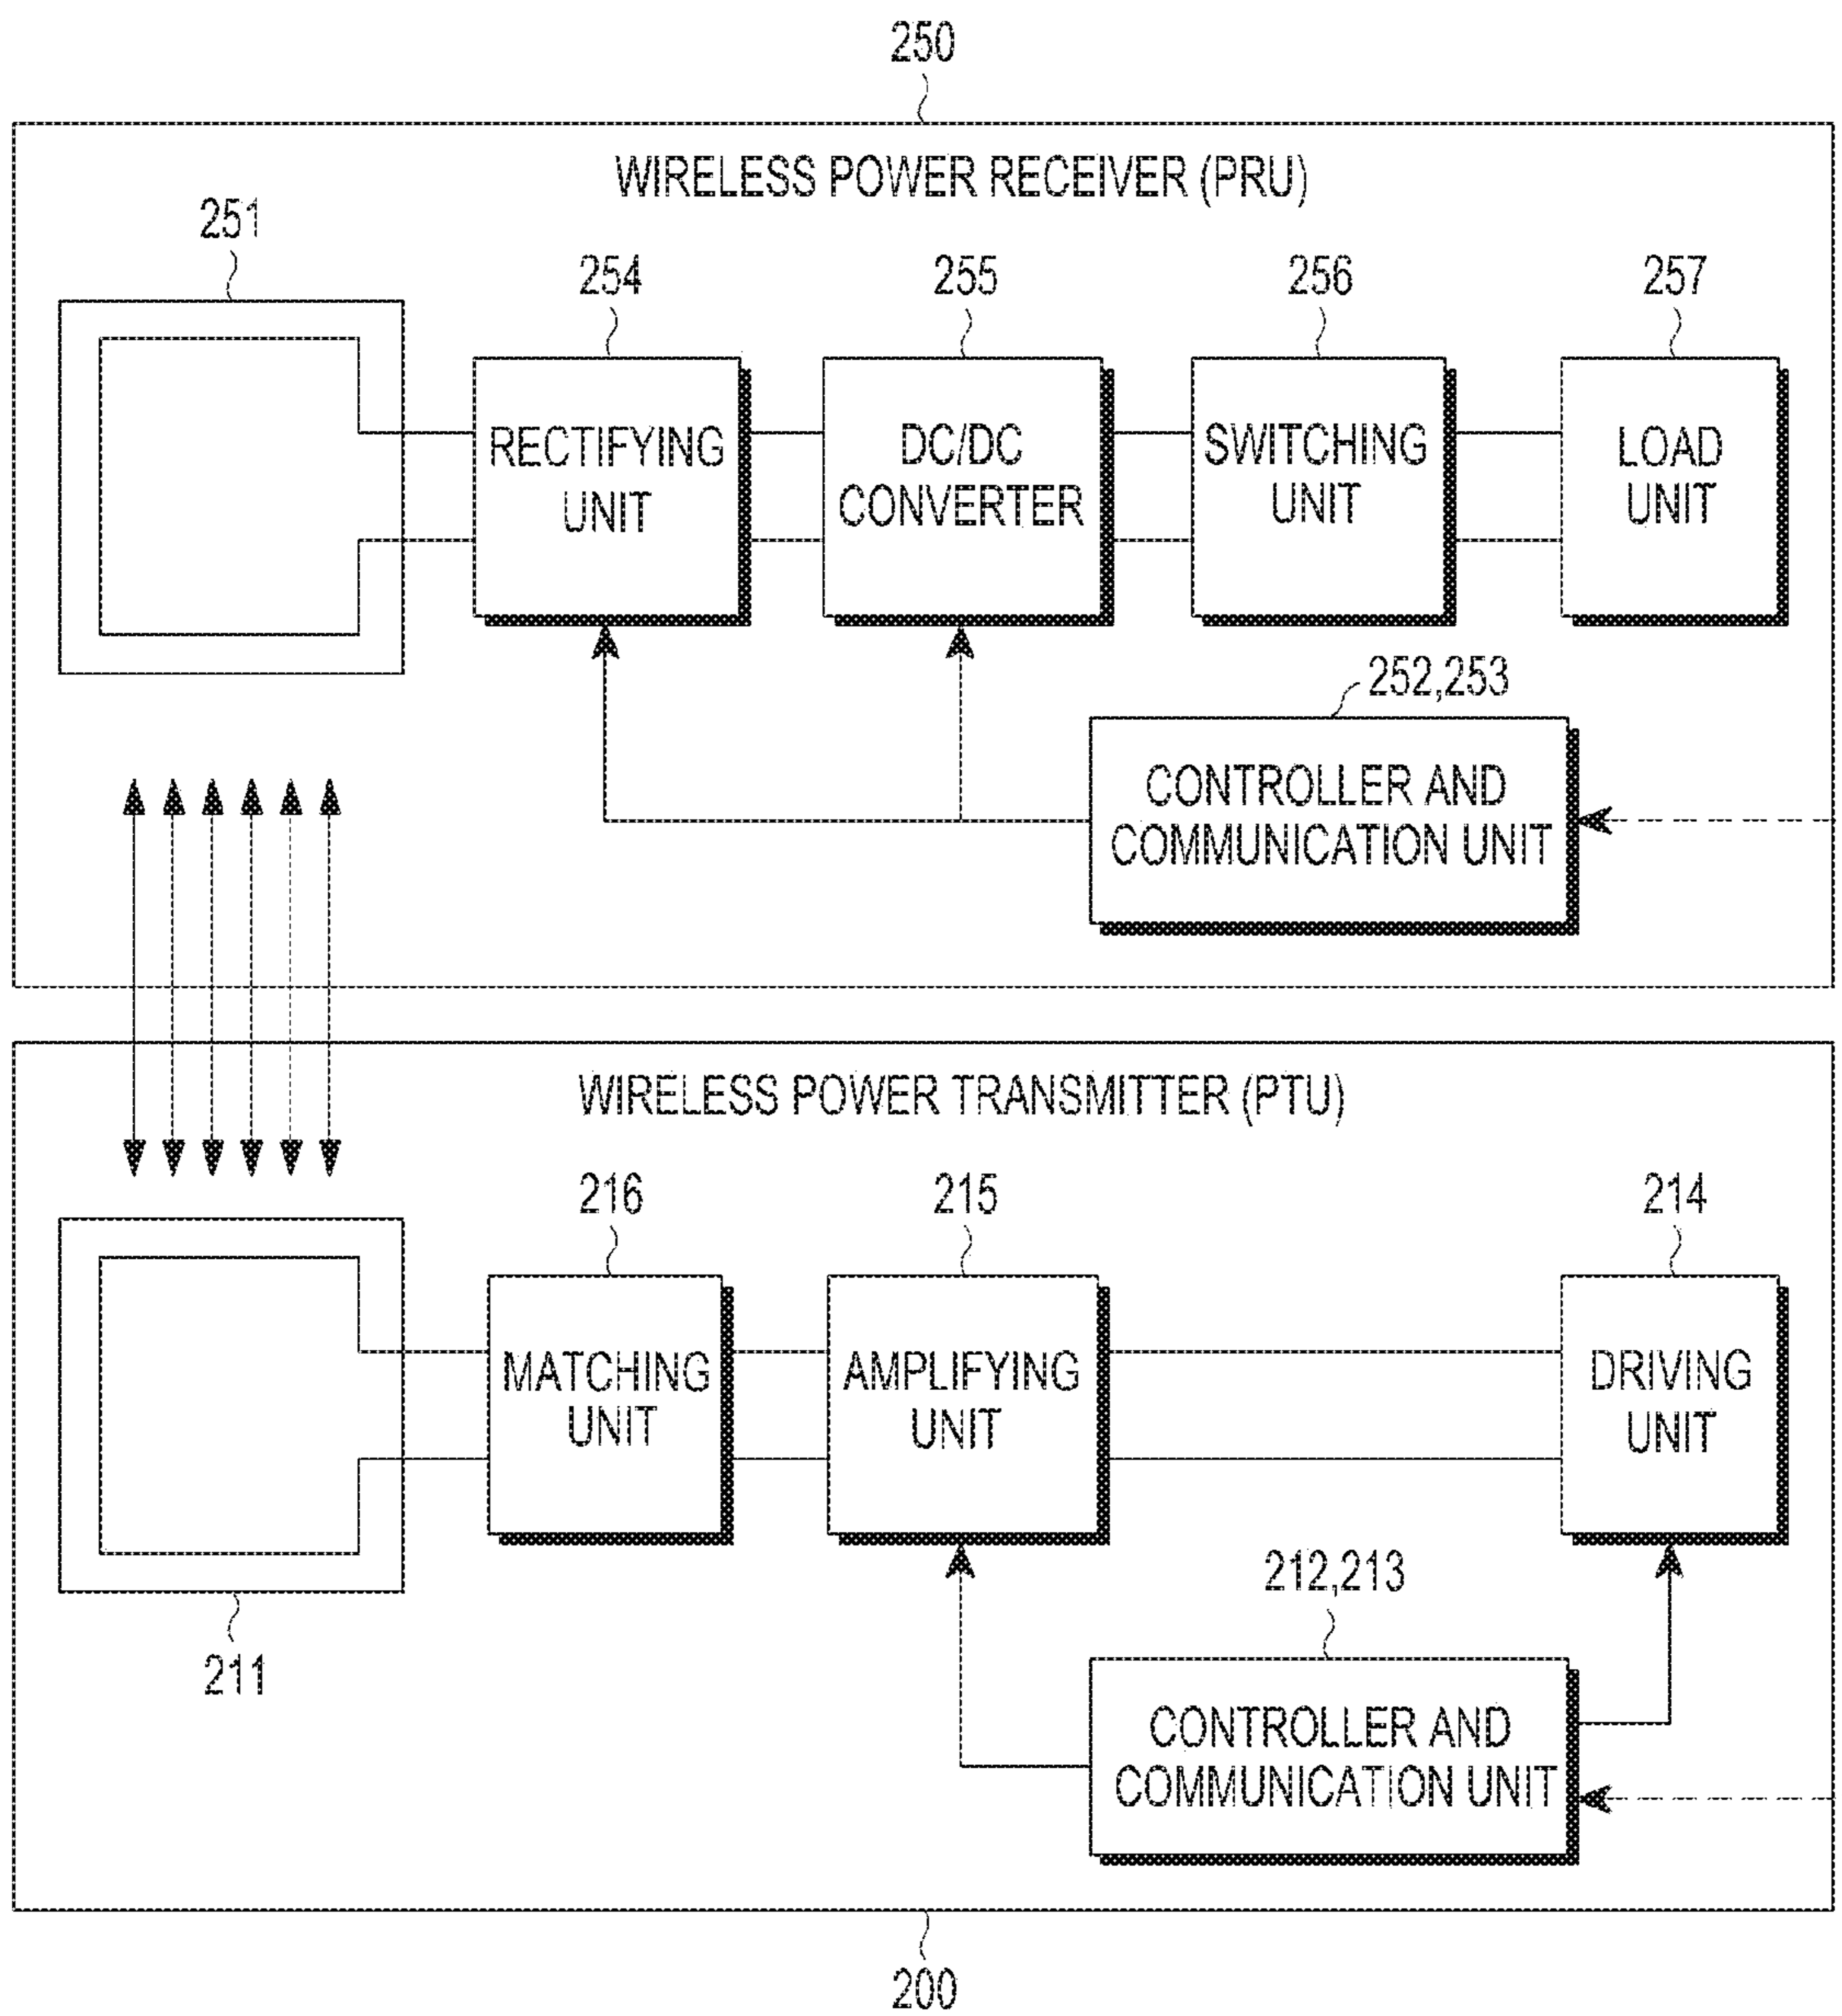 250
WIRELESS POWER RECEIVER (PRU)
251
254
255
256
257
RECTIFYING
UNIT
DC/DC
CONVERTER
SWITCHING
UNIT
LOAD
UNIT
252,253
CONTROLLER AND
COMMUNICATION UNIT
WIRELESS POWER TRANSMITTER (PTU)
216
215
214
MATCHING
UNIT
AMPLIFYING
UNIT
DRIVING
UNIT
212,213
211
CONTROLLER AND
COMMUNICATION UNIT
200